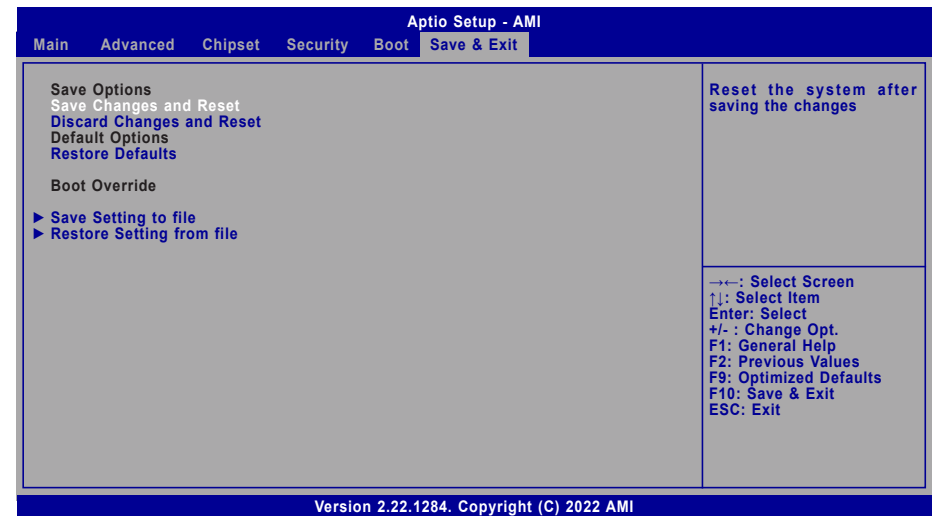 Aptio Setup - AMI
Main Advanced Chipset Security Boot Save & Exit
Save Options
Save Changes and Reset
Discard Changes and Reset
Default Options
Restore Defaults
Boot Override
► Save Setting to file
► Restore Setting from file
Reset the system after
saving the changes
→←: Select Screen
↑↓: Select Item
Enter: Select
+/- : Change Opt.
F1: General Help
F2: Previous Values
F9: Optimized Defaults
F10: Save & Exit
ESC: Exit
Version 2.22.1284. Copyright (C) 2022 AMI